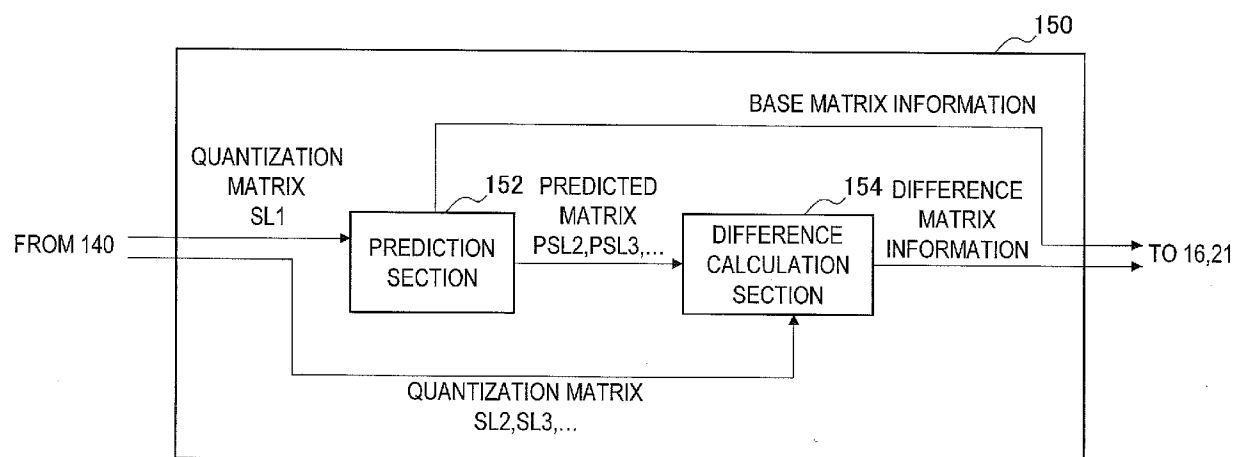 150
BASE MATRIX INFORMATION
QUANTIZATION
MATRIX
SL1
152
PREDICTED
MATRIX
PSL2,PSL3,...
154
DIFFERENCE
MATRIX
INFORMATION
FROM 140
PREDICTION
SECTION
DIFFERENCE
CALCULATION
SECTION
TO 16,21
QUANTIZATION MATRIX
SL2,SL3,...